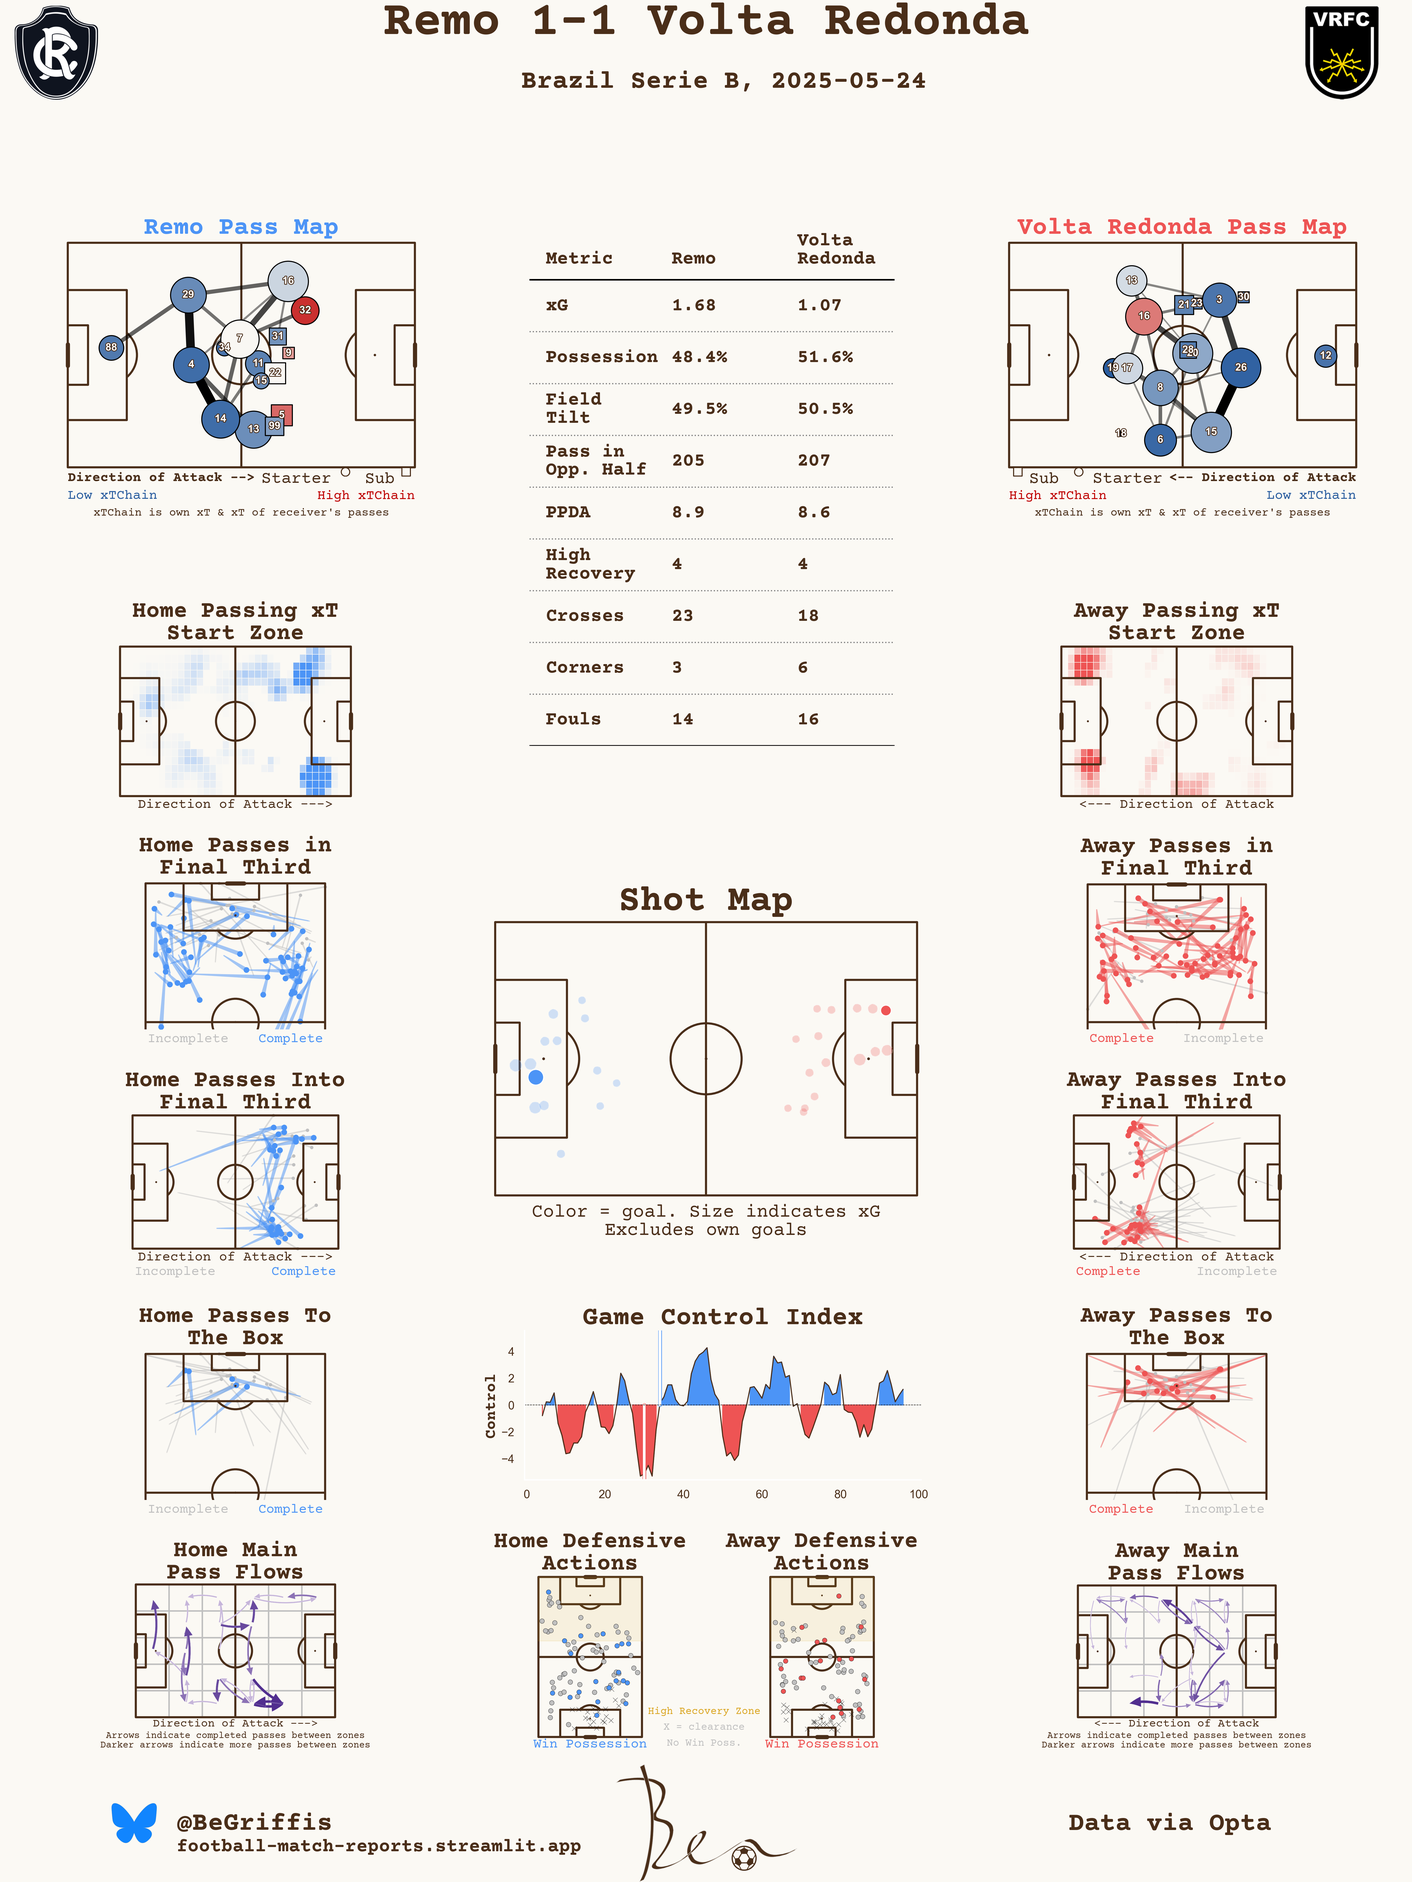 Remo 1-1 Volta Redonda
Brazil Serie B, 2025-05-24
VRFC
Remo Pass Map
88
29
4
14
13
7
34
11
15
16
32
31
9
22
5
99
Direction of Attack --> Starter Sub
Low xTChain High xTChain
xTChain is own xT & xT of receiver's passes
Metric Remo Volta Redonda
xG 1.68 1.07
Possession 48.4% 51.6%
Field Tilt 49.5% 50.5%
Pass in Opp. Half 205 207
PPDA 8.9 8.6
High Recovery 4 4
Crosses 23 18
Corners 3 6
Fouls 14 16
Volta Redonda Pass Map
13
16
21
23
3
30
28
19
17
8
26
12
18
6
15
Sub Starter <-- Direction of Attack
High xTChain Low xTChain
xTChain is own xT & xT of receiver's passes
Home Passing xT
Start Zone
Direction of Attack --->
Away Passing xT
Start Zone
<--- Direction of Attack
Home Passes in
Final Third
Incomplete Complete
Away Passes in
Final Third
Complete Incomplete
Shot Map
Color = goal. Size indicates xG
Excludes own goals
Home Passes Into
Final Third
Direction of Attack --->
Incomplete Complete
Away Passes Into
Final Third
<--- Direction of Attack
Complete Incomplete
Home Passes To
The Box
Incomplete Complete
Game Control Index
Control
4
2
0
−2
−4
0 20 40 60 80 100
Away Passes To
The Box
Complete Incomplete
Home Main
Pass Flows
Direction of Attack --->
Arrows indicate completed passes between zones
Darker arrows indicate more passes between zones
Home Defensive
Actions
Win Possession
High Recovery Zone
X = clearance
No Win Poss.
Away Defensive
Actions
Win Possession
Away Main
Pass Flows
<--- Direction of Attack
Arrows indicate completed passes between zones
Darker arrows indicate more passes between zones
@BeGriffis
football-match-reports.streamlit.app
Ben
Data via Opta